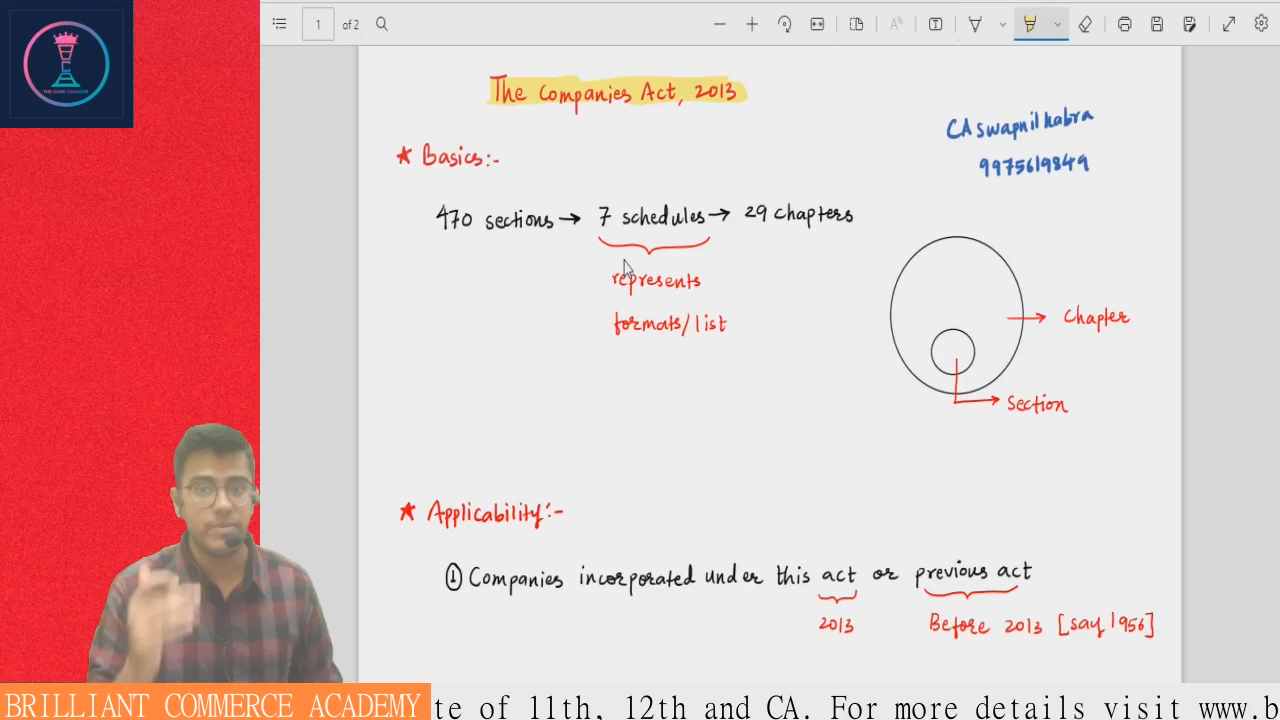 THE GAME CHANGER
1 of 2
The Companies Act, 2013
CA Swapnil Kabra
9975619849
★ Basics:-
470 sections → 7 schedules → 29 chapters
represents
formats/list
Chapter
Section
★ Applicability:-
① Companies incorporated under this act or previous act
2013
Before 2013 [say 1956]
BRILLIANT COMMERCE ACADEMY
te of 11th, 12th and CA. For more details visit www.b